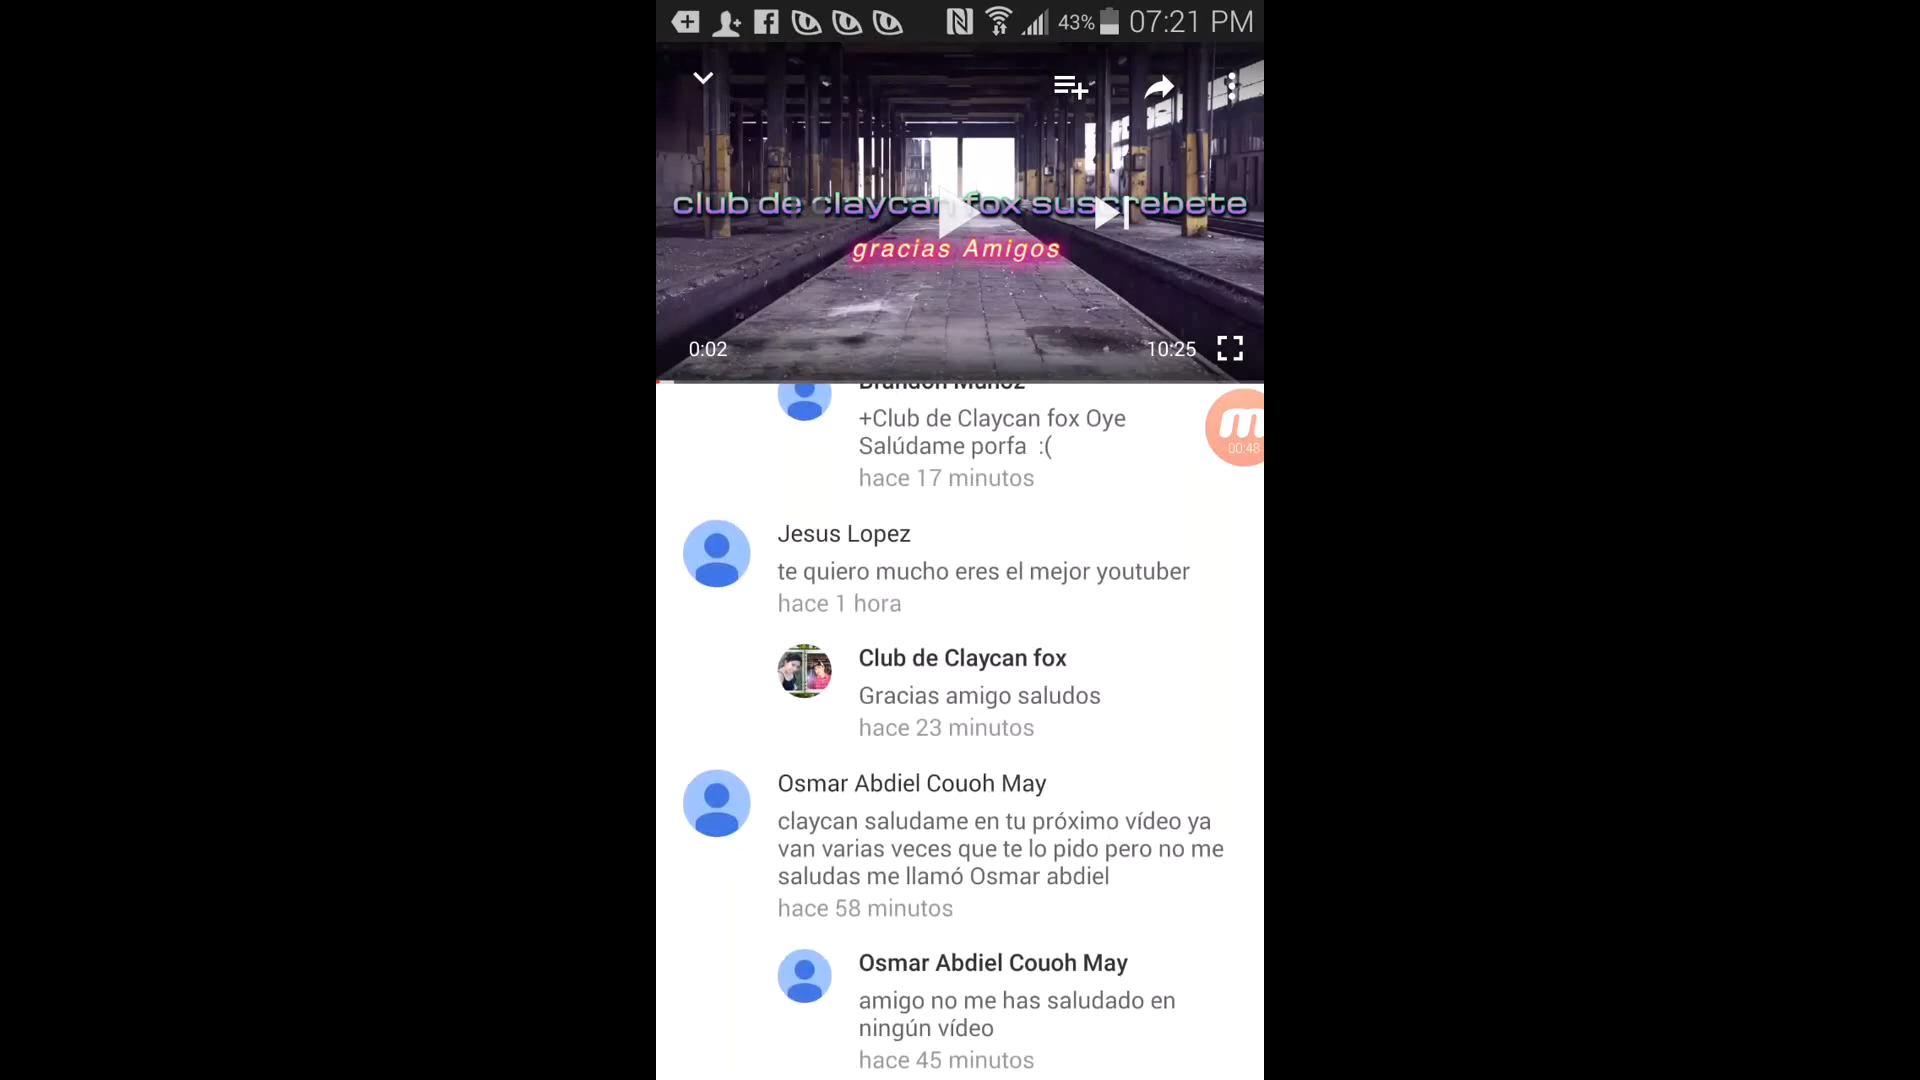 43% 07:21 PM
club de claycan fox suscrebete
gracias Amigos
0:02 10:25
Brandon Muñoz
+Club de Claycan fox Oye
Salúdame porfa :(
hace 17 minutos
00:48
Jesus Lopez
te quiero mucho eres el mejor youtuber
hace 1 hora
Club de Claycan fox
Gracias amigo saludos
hace 23 minutos
Osmar Abdiel Couoh May
claycan saludame en tu próximo vídeo ya
van varias veces que te lo pido pero no me
saludas me llamó Osmar abdiel
hace 58 minutos
Osmar Abdiel Couoh May
amigo no me has saludado en
ningún vídeo
hace 45 minutos